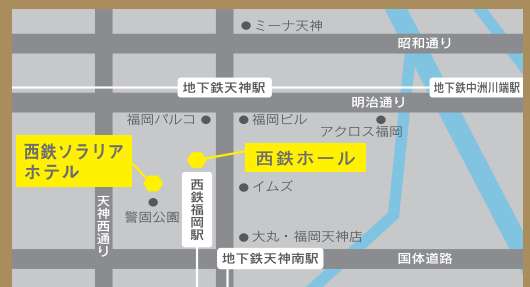 ミーナ天神
昭和通り
地下鉄天神駅
地下鉄中洲川端駅
明治通り
福岡パルコ
福岡ビル
アクロス福岡
西鉄ソラリア
ホテル
西鉄ホール
西鉄福岡駅
イムズ
天神西通り
警固公園
大丸・福岡天神店
地下鉄天神南駅
国体道路